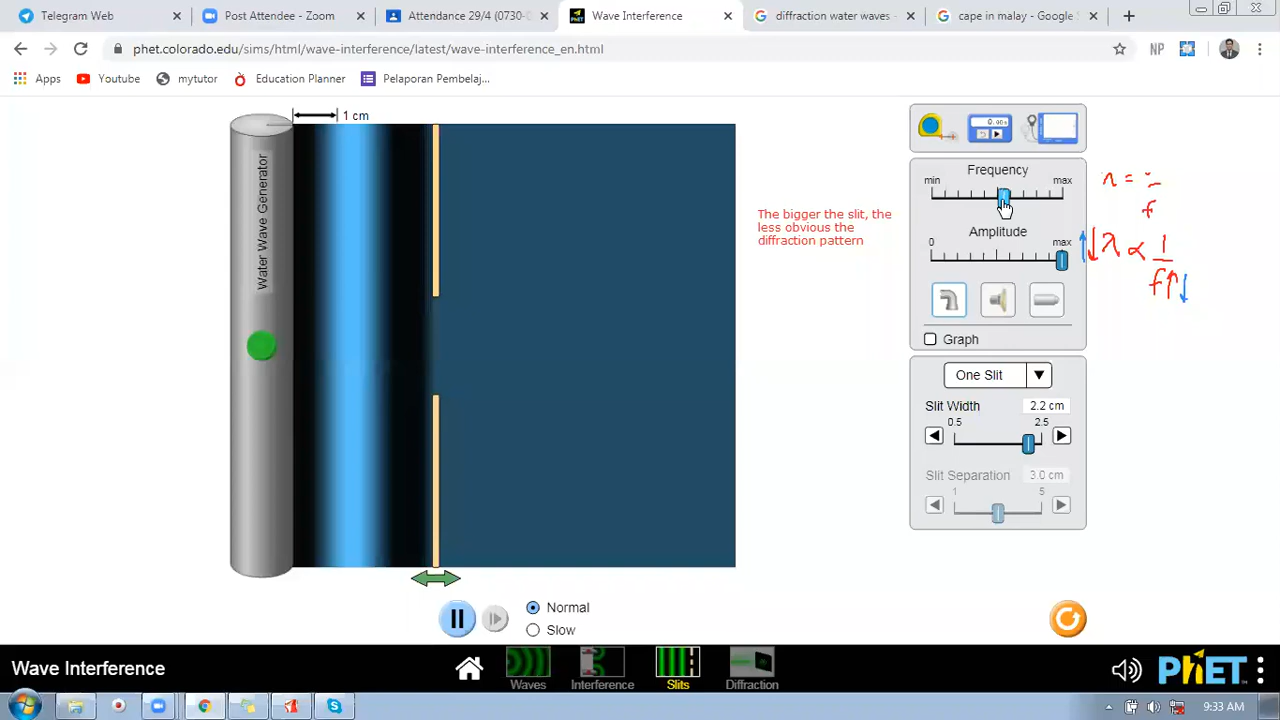 Telegram Web
Post Attendee - Zoom
Attendance 29/4 (0730-D
Wave Interference
diffraction water waves -
cape in malay - Google S
phet.colorado.edu/sims/html/wave-interference/latest/wave-interference_en.html
NP
Apps
Youtube
mytutor
Education Planner
Pelaporan Pembelaj...
1 cm
Water Wave Generator
The bigger the slit, the
less obvious the
diffraction pattern
Frequency
min
max
Amplitude
0
max
Graph
One Slit
Slit Width
2.2 cm
0.5
2.5
Slit Separation
3.0 cm
1
5
λ ∝ 1
f↑↓
Normal
Slow
Wave Interference
Waves
Interference
Slits
Diffraction
PhET
9:33 AM